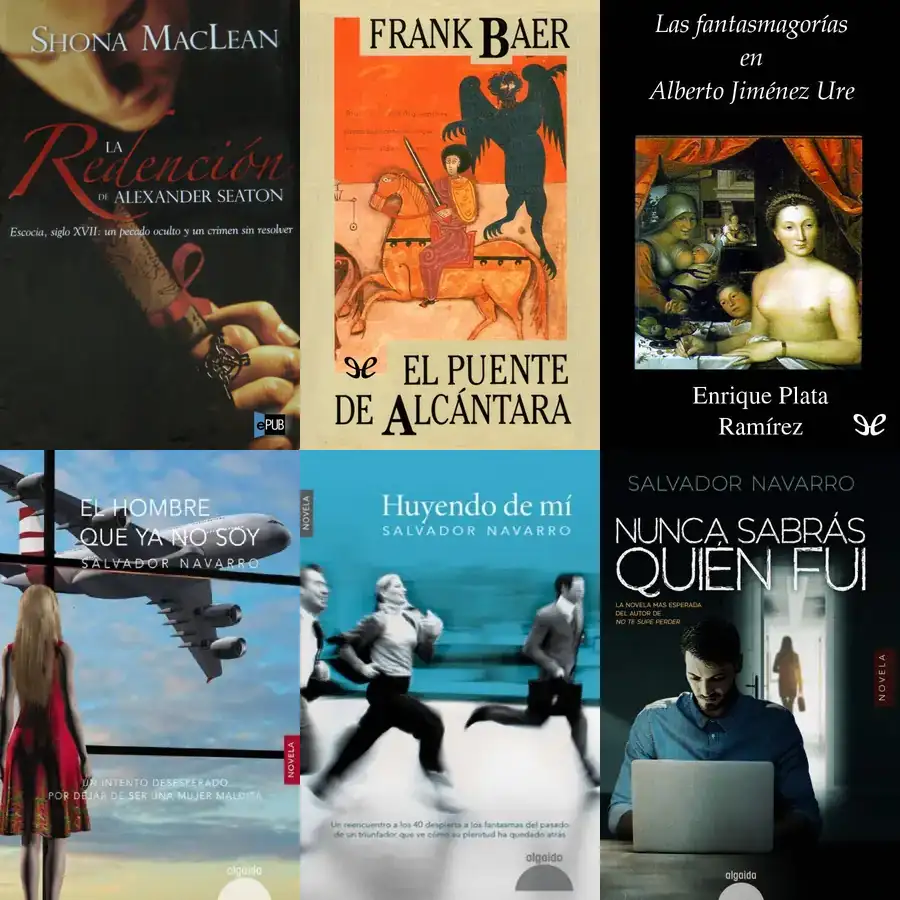 SHONA MACLEAN
LA
Redención
DE ALEXANDER SEATON
Escocia, siglo XVII: un pecado oculto y un crimen sin resolver
ePUB
FRANK BAER
EL PUENTE
DE ALCÁNTARA
Las fantasmagorías
en
Alberto Jiménez Ure
Enrique Plata
Ramírez
EL HOMBRE
QUE YA NO SOY
SALVADOR NAVARRO
NOVELA
UN INTENTO DESESPERADO
POR DEJAR DE SER UNA MUJER MALDITA
algaida
NOVELA
Huyendo de mí
SALVADOR NAVARRO
Un reencuentro a los 40 despierta a los fantasmas del pasado
de un triunfador que ve cómo su plenitud ha quedado atrás
algaida
SALVADOR NAVARRO
NUNCA SABRÁS
QUIÉN FUI
LA NOVELA MÁS ESPERADA
DEL AUTOR DE
NO TE SUPE PERDER
NOVELA
algaida